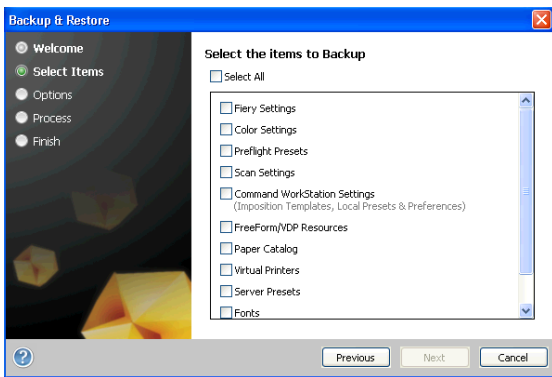 Backup & Restore
Welcome
Select Items
Options
Process
Finish
Select the items to Backup
Select All
Fiery Settings
Color Settings
Preflight Presets
Scan Settings
Command WorkStation Settings
(Imposition Templates, Local Presets & Preferences)
FreeForm/VDP Resources
Paper Catalog
Virtual Printers
Server Presets
Fonts
?
Previous
Next
Cancel